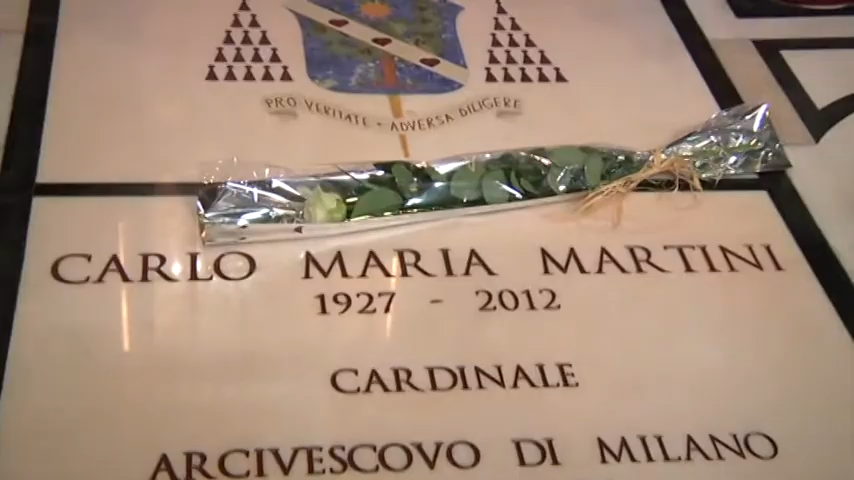 PRO VERITATE · ADVERSA DILIGERE
CARLO MARIA MARTINI
1927 - 2012
CARDINALE
ARCIVESCOVO DI MILANO